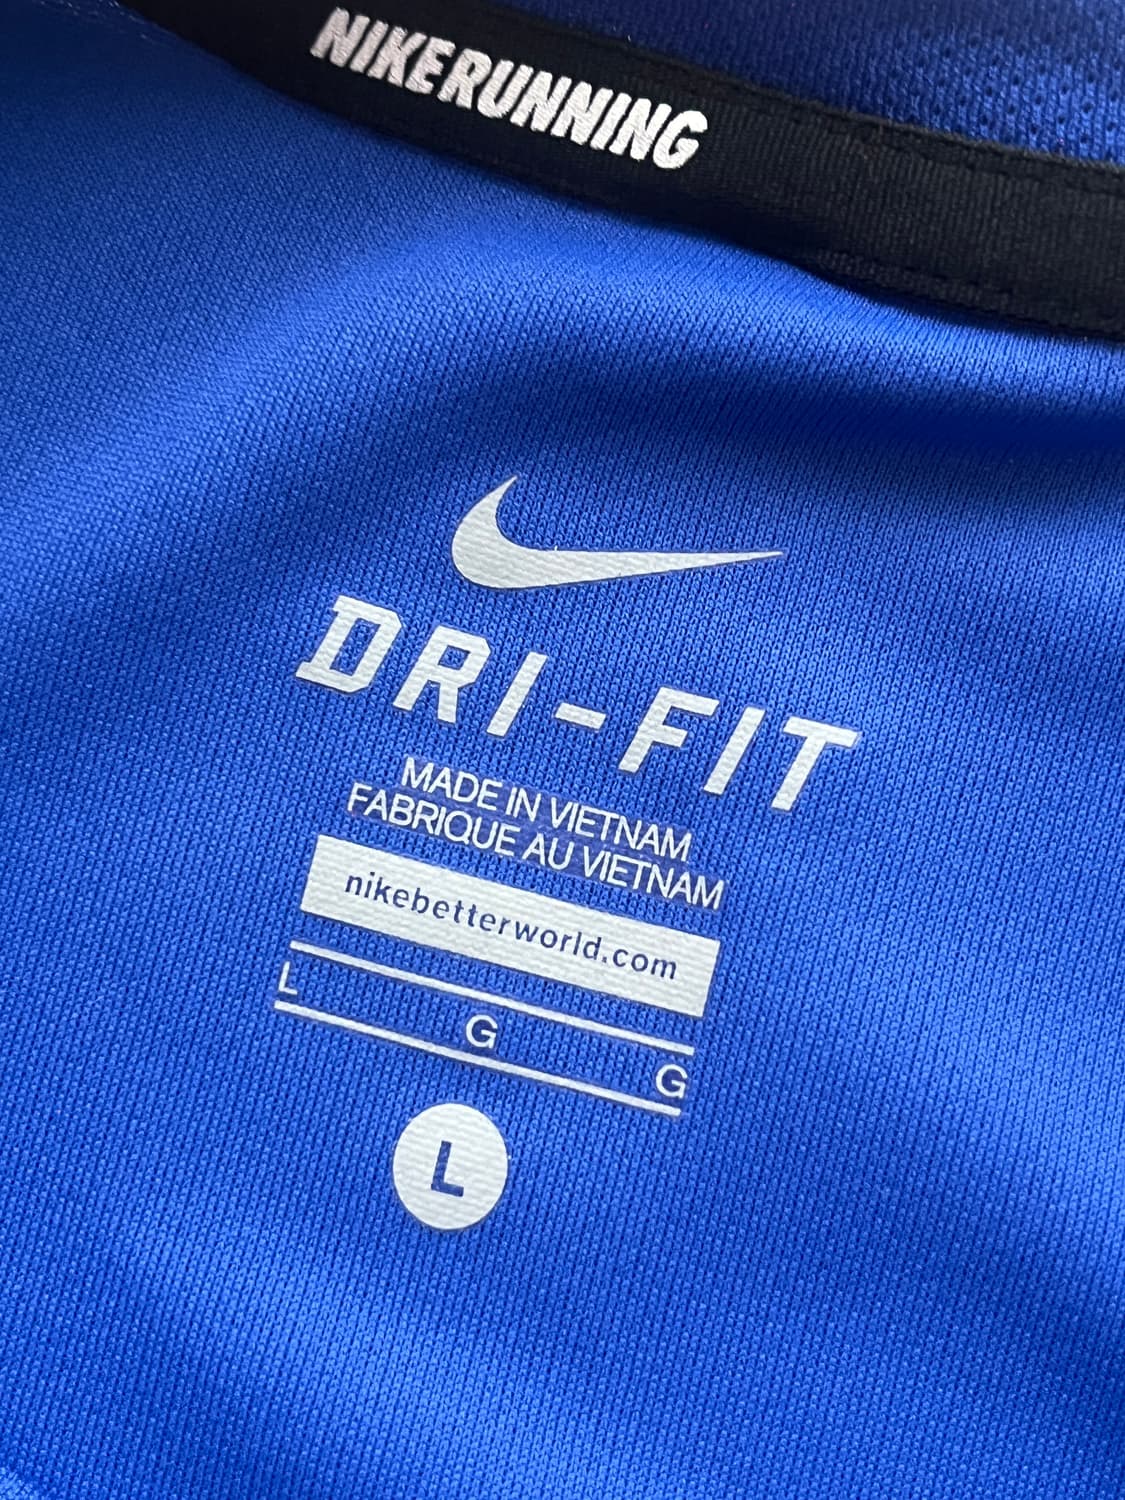 NIKERUNNING
DRI-FIT
MADE IN VIETNAM
FABRIQUE AU VIETNAM
nikebetterworld.com
L G G
L